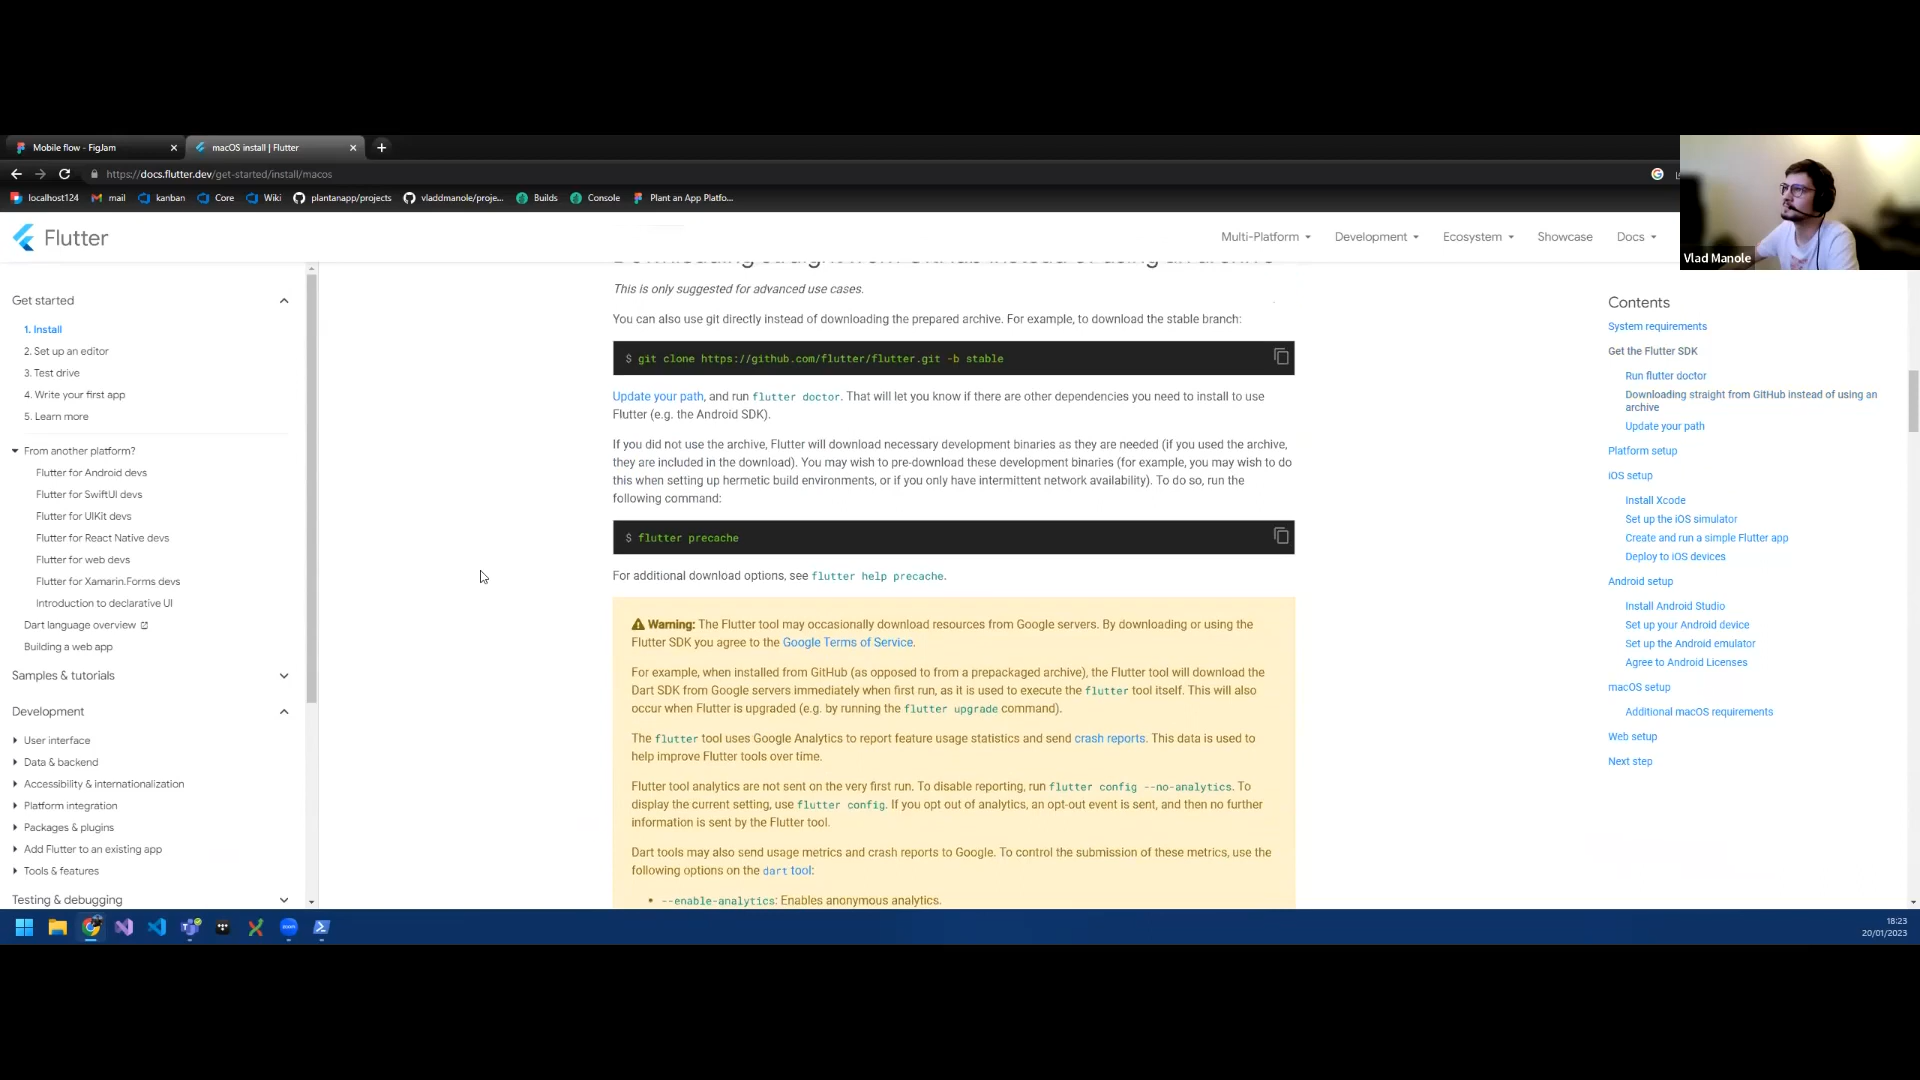 Mobile flow - FigJam
macOS install | Flutter
https://docs.flutter.dev/get-started/install/macos
localhost124 mail kanban Core Wiki plantanapp/projects vladdmanole/proje... Builds Console Plant an App Platfo...
Flutter
Multi-Platform Development Ecosystem Showcase Docs
Vlad Manole
Get started
1. Install
2. Set up an editor
3. Test drive
4. Write your first app
5. Learn more
From another platform?
Flutter for Android devs
Flutter for SwiftUI devs
Flutter for UIKit devs
Flutter for React Native devs
Flutter for web devs
Flutter for Xamarin.Forms devs
Introduction to declarative UI
Dart language overview
Building a web app
Samples & tutorials
Development
User interface
Data & backend
Accessibility & internationalization
Platform integration
Packages & plugins
Add Flutter to an existing app
Tools & features
Testing & debugging
Downloading straight from GitHub instead of using an archive
This is only suggested for advanced use cases.
You can also use git directly instead of downloading the prepared archive. For example, to download the stable branch:
$ git clone https://github.com/flutter/flutter.git -b stable
Update your path, and run flutter doctor. That will let you know if there are other dependencies you need to install to use
Flutter (e.g. the Android SDK).
If you did not use the archive, Flutter will download necessary development binaries as they are needed (if you used the archive,
they are included in the download). You may wish to pre-download these development binaries (for example, you may wish to do
this when setting up hermetic build environments, or if you only have intermittent network availability). To do so, run the
following command:
$ flutter precache
For additional download options, see flutter help precache.
Warning: The Flutter tool may occasionally download resources from Google servers. By downloading or using the
Flutter SDK you agree to the Google Terms of Service.
For example, when installed from GitHub (as opposed to from a prepackaged archive), the Flutter tool will download the
Dart SDK from Google servers immediately when first run, as it is used to execute the flutter tool itself. This will also
occur when Flutter is upgraded (e.g. by running the flutter upgrade command).
The flutter tool uses Google Analytics to report feature usage statistics and send crash reports. This data is used to
help improve Flutter tools over time.
Flutter tool analytics are not sent on the very first run. To disable reporting, run flutter config --no-analytics. To
display the current setting, use flutter config. If you opt out of analytics, an opt-out event is sent, and then no further
information is sent by the Flutter tool.
Dart tools may also send usage metrics and crash reports to Google. To control the submission of these metrics, use the
following options on the dart tool:
--enable-analytics: Enables anonymous analytics.
Contents
System requirements
Get the Flutter SDK
Run flutter doctor
Downloading straight from GitHub instead of using an
archive
Update your path
Platform setup
iOS setup
Install Xcode
Set up the iOS simulator
Create and run a simple Flutter app
Deploy to iOS devices
Android setup
Install Android Studio
Set up your Android device
Set up the Android emulator
Agree to Android Licenses
macOS setup
Additional macOS requirements
Web setup
Next step
18:23
20/01/2023